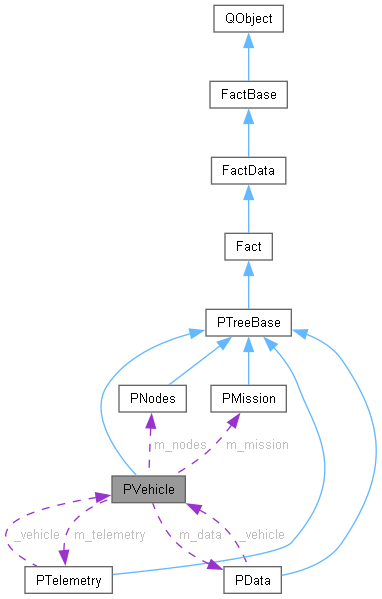 QObject
FactBase
FactData
Fact
PTreeBase
PNodes PMission
m_nodes m_mission
PVehicle
_vehicle m_telemetry m_data _vehicle
PTelemetry PData